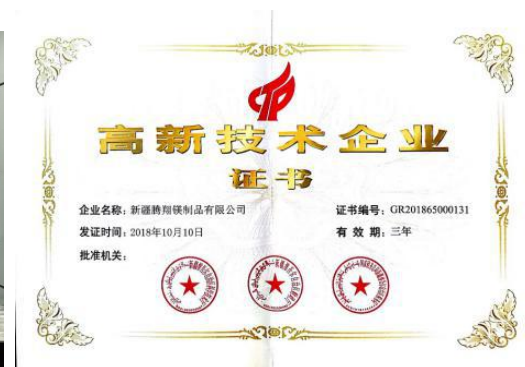 高新技术企业
证书
企业名称：新疆腾翔镁制品有限公司
证书编号：GR201865000131
发证时间：2018年10月10日
有 效 期：三年
批准机关：